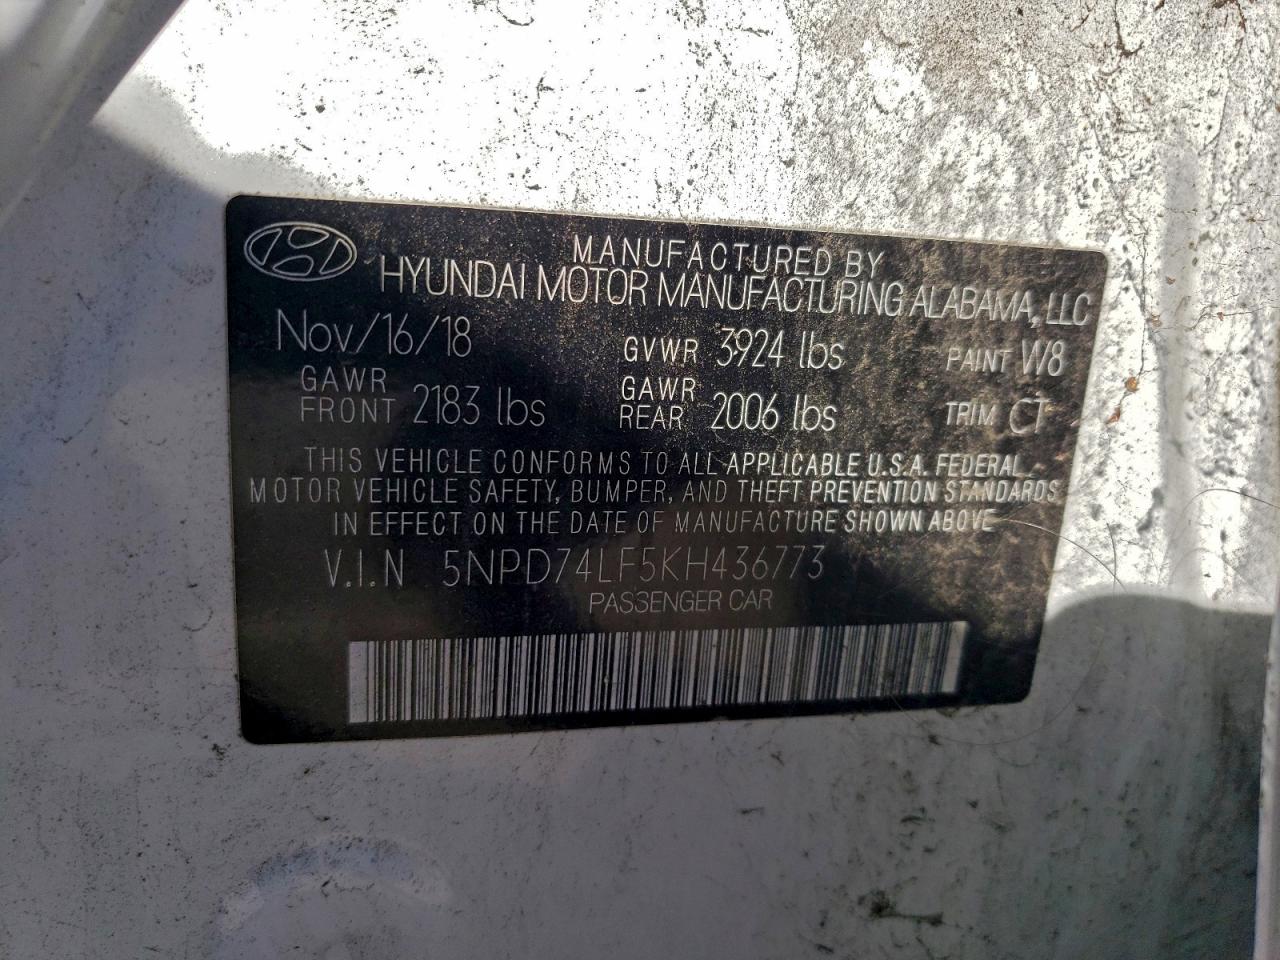 MANUFACTURED BY
HYUNDAI MOTOR MANUFACTURING ALABAMA, LLC
Nov/16/18 GVWR 3924 lbs PAINT W8
GAWR FRONT 2183 lbs GAWR REAR 2006 lbs TRIM CT
THIS VEHICLE CONFORMS TO ALL APPLICABLE U.S.A. FEDERAL
MOTOR VEHICLE SAFETY, BUMPER, AND THEFT PREVENTION STANDARDS
IN EFFECT ON THE DATE OF MANUFACTURE SHOWN ABOVE
V.I.N 5NPD74LF5KH436773
PASSENGER CAR